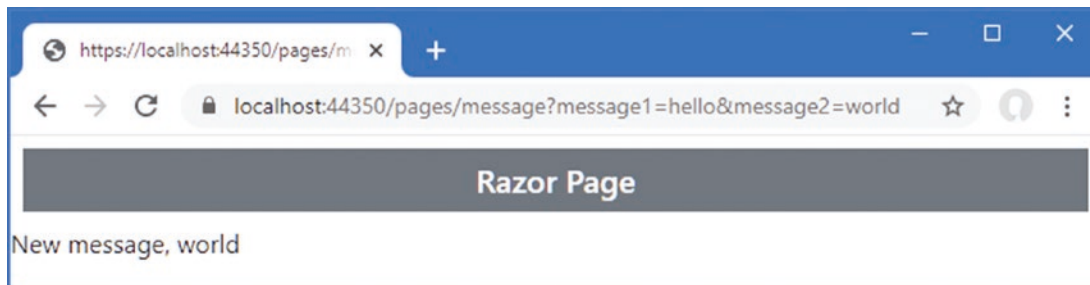 https://localhost:44350/pages/m
localhost:44350/pages/message?message1=hello&message2=world
Razor Page
New message, world